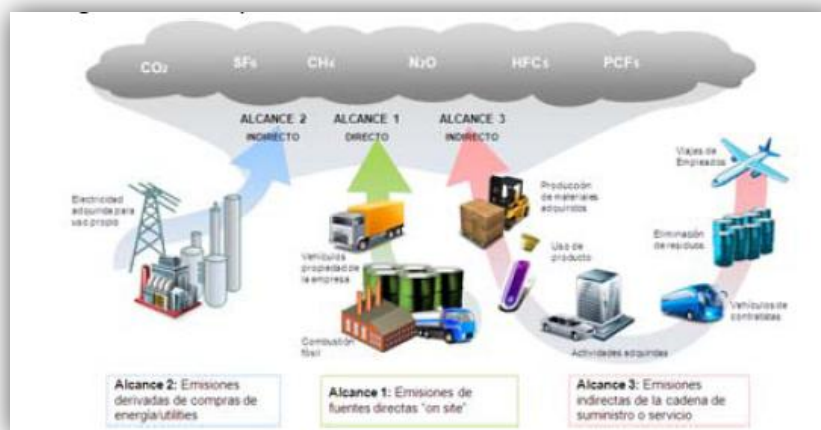 CO2 SF6 CH4 N2O HFCs PCFs
ALCANCE 2
INDIRECTO
ALCANCE 1
DIRECTO
ALCANCE 3
INDIRECTO
Electricidad
adquirida para
uso propio
Vehículos
propiedad de
la empresa
Combustión
fósil
Producción
de materiales
adquiridos
Uso de
producto
Actividades adquiridas
Viajes de
Empleados
Eliminación
de residuos
Vehículos de
contratistas
Alcance 2: Emisiones
derivadas de compras de
energía/utilities
Alcance 1: Emisiones de
fuentes directas "on site"
Alcance 3: Emisiones
indirectas de la cadena de
suministro o servicio